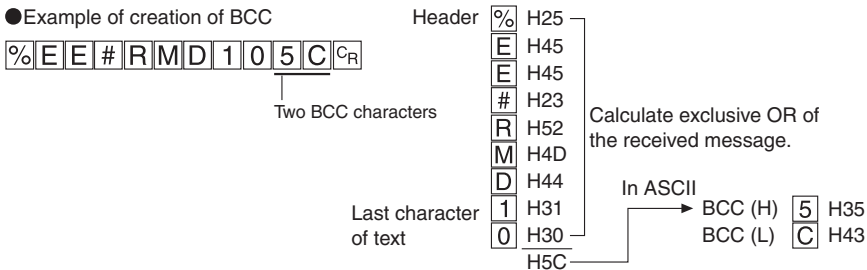 ●Example of creation of BCC
%EE#RMD105CCR
Two BCC characters
Header % H25
E H45
E H45
# H23
R H52
M H4D
D H44
Last character
of text
1 H31
0 H30
H5C
Calculate exclusive OR of
the received message.
In ASCII
BCC (H) 5 H35
BCC (L) C H43